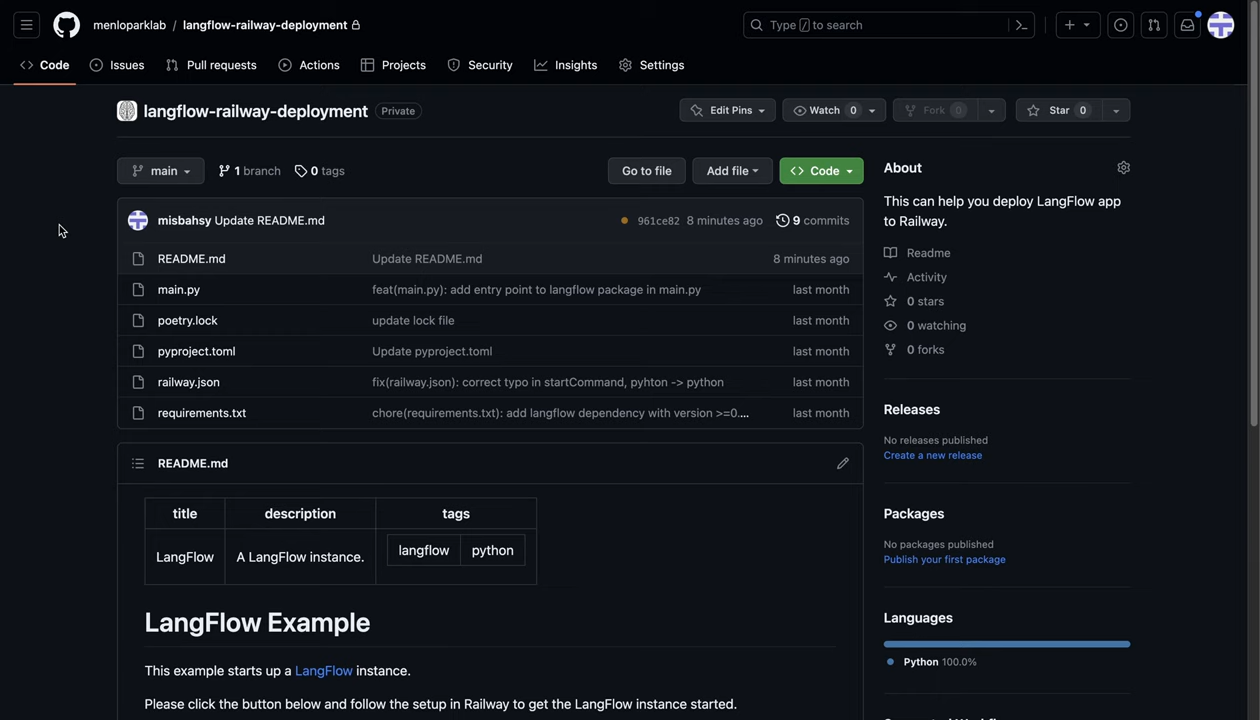 menloparklab / langflow-railway-deployment
Type / to search
Code
Issues
Pull requests
Actions
Projects
Security
Insights
Settings
langflow-railway-deployment Private
Edit Pins
Watch 0
Fork 0
Star 0
main
1 branch
0 tags
Go to file
Add file
Code
misbahsy Update README.md 961ce82 8 minutes ago 9 commits
README.md Update README.md 8 minutes ago
main.py feat(main.py): add entry point to langflow package in main.py last month
poetry.lock update lock file last month
pyproject.toml Update pyproject.toml last month
railway.json fix(railway.json): correct typo in startCommand, pyhton -> python last month
requirements.txt chore(requirements.txt): add langflow dependency with version >=0.... last month
README.md
title description tags
LangFlow A LangFlow instance. langflow python
LangFlow Example
This example starts up a LangFlow instance.
Please click the button below and follow the setup in Railway to get the LangFlow instance started.
About
This can help you deploy LangFlow app
to Railway.
Readme
Activity
0 stars
0 watching
0 forks
Releases
No releases published
Create a new release
Packages
No packages published
Publish your first package
Languages
Python 100.0%